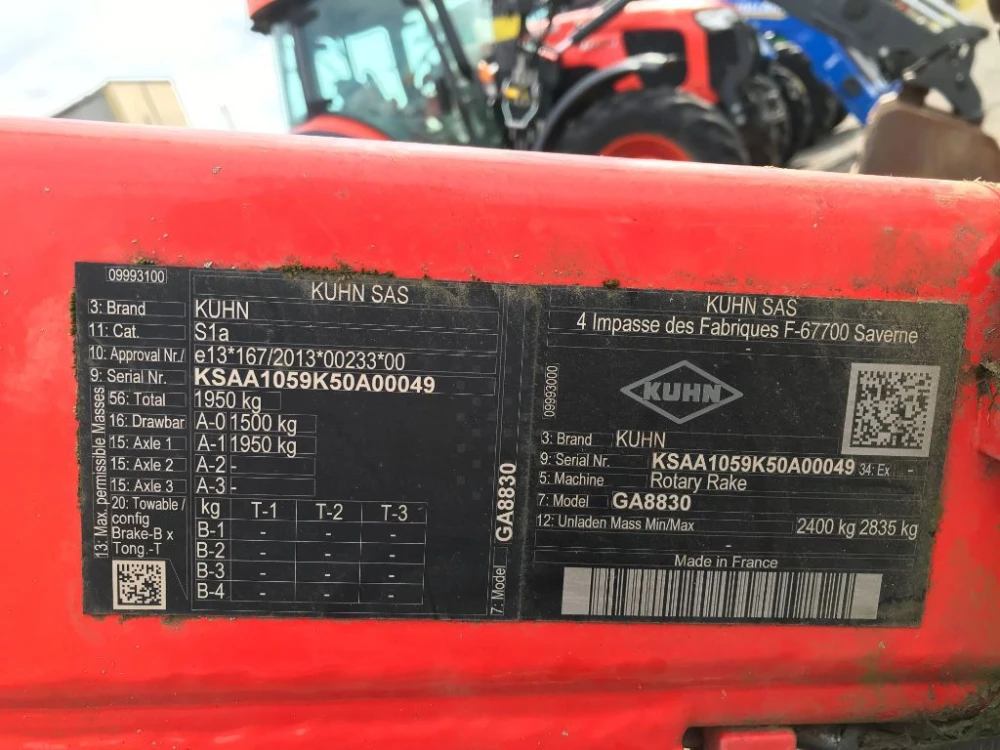 09993100
KUHN SAS
3: Brand KUHN
11: Cat. S1a
10: Approval Nr./ e13*167/2013*00233*00
9: Serial Nr. KSAA1059K50A00049
13: Max. permissible Masses
56: Total 1950 kg
16: Drawbar A-0 1500 kg
15: Axle 1 A-1 1950 kg
15: Axle 2 A-2 -
15: Axle 3 A-3 -
20: Towable / config kg T-1 T-2 T-3
Brake-B x B-1 - - -
Tong.-T B-2 - - -
B-3 - - -
B-4 - - -
7: Model GA8830
KUHN SAS
4 Impasse des Fabriques F-67700 Saverne
09993000
KUHN
3: Brand KUHN
9: Serial Nr. KSAA1059K50A00049 34: Ex -
5: Machine Rotary Rake
7: Model GA8830
12: Unladen Mass Min/Max 2400 kg 2835 kg
-
Made in France